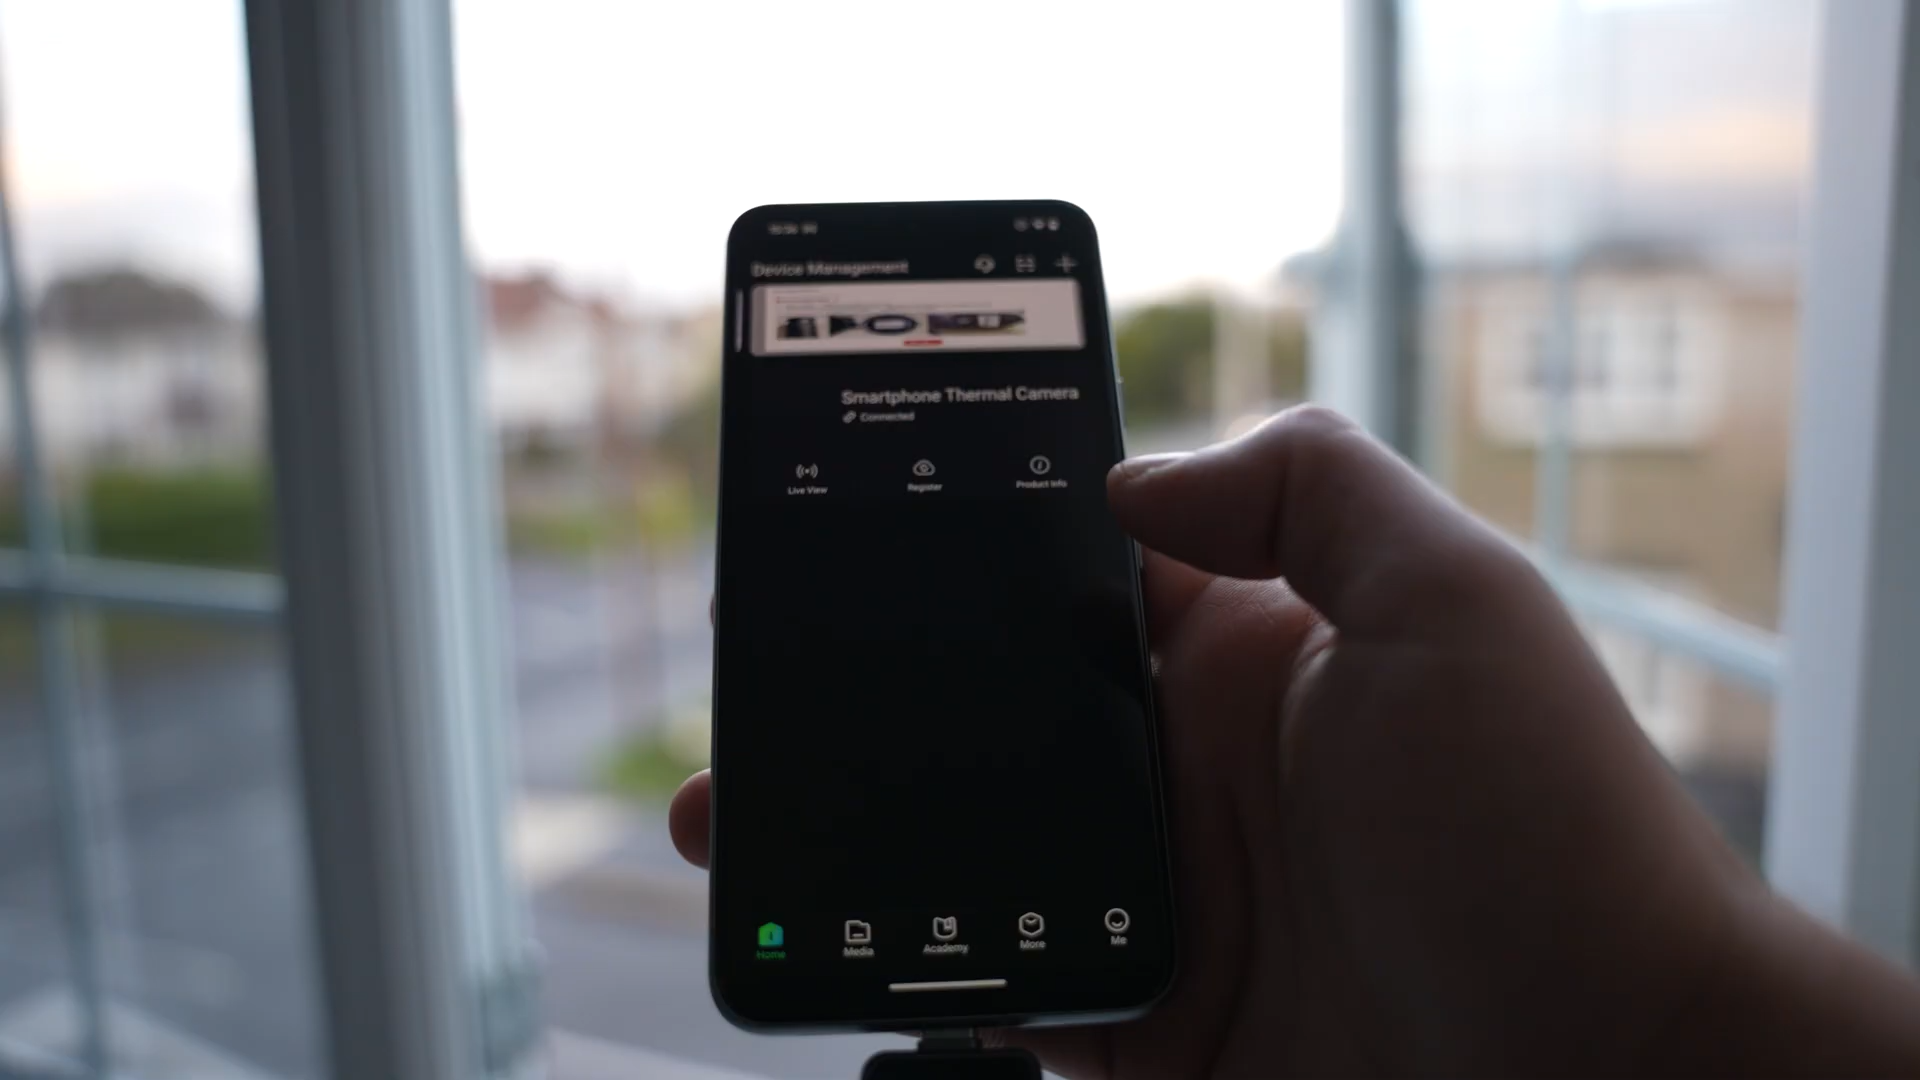 Device Management
Smartphone Thermal Camera
Connected
Live View
Register
Product Info
Home
Media
Academy
More
Me